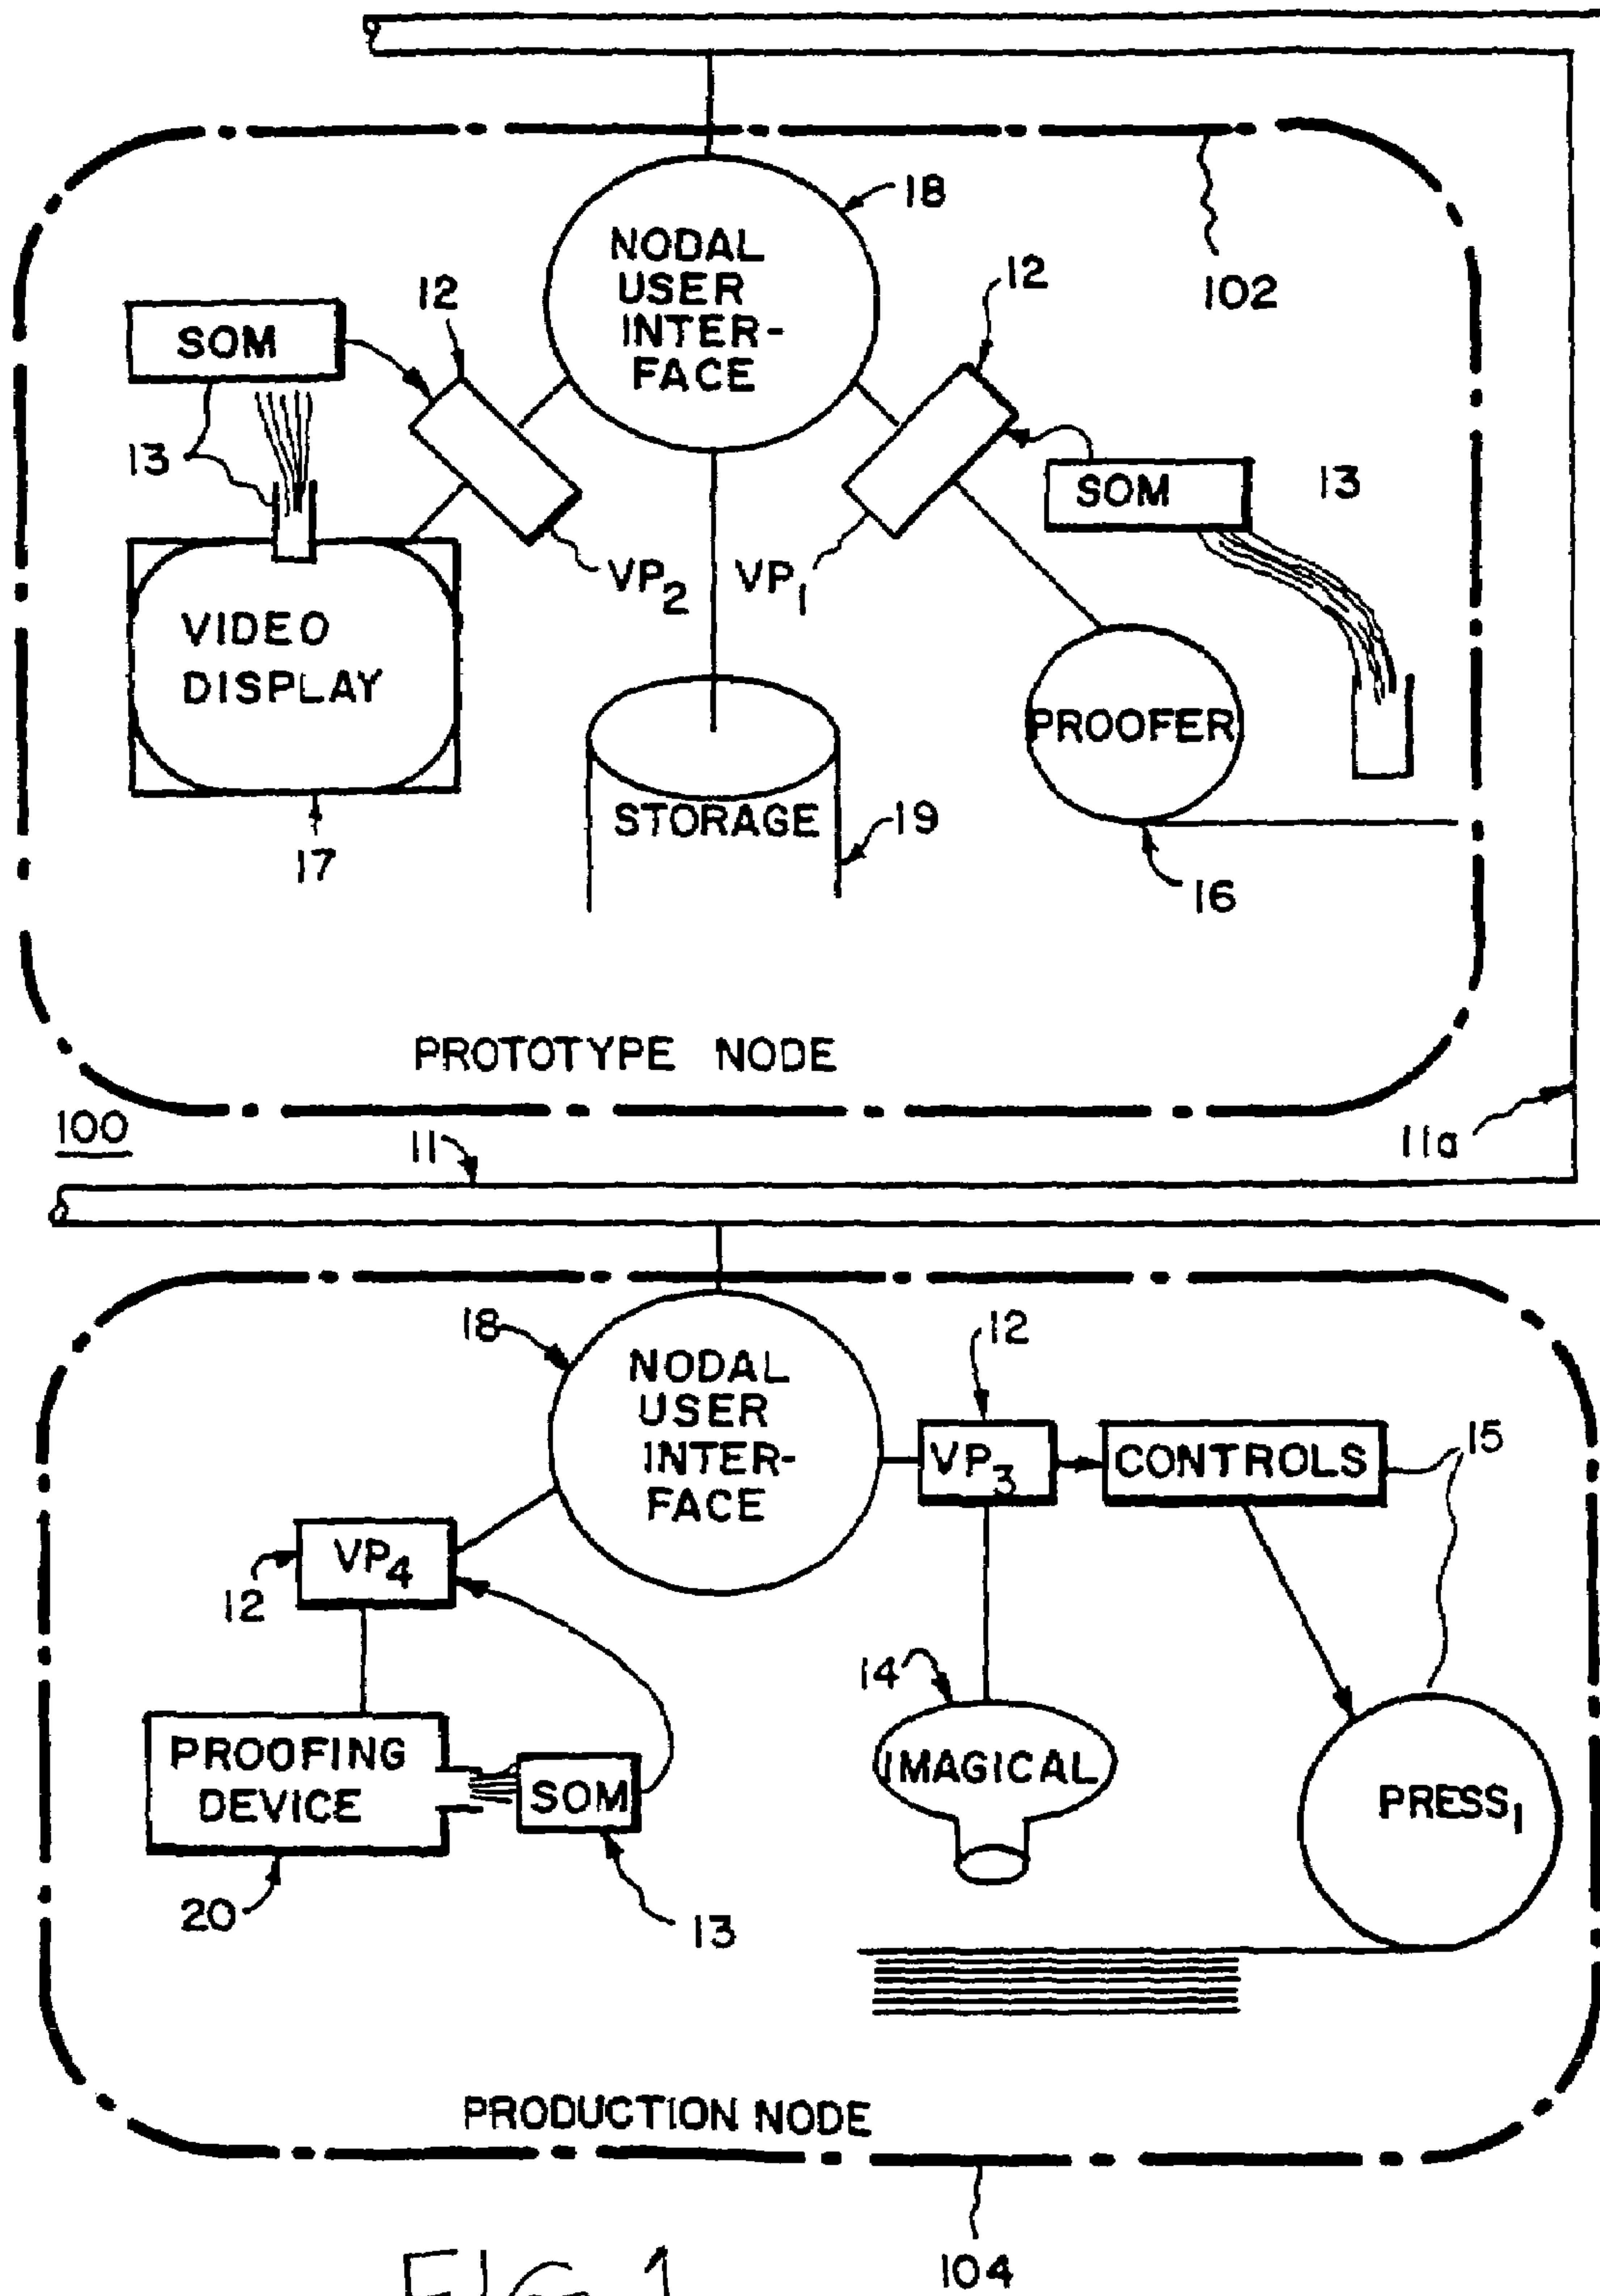 18
NODAL
USER
INTER-
FACE
12
12
102
SOM
13
SOM
13
VP2
VP1
VIDEO
DISPLAY
PROOFER
STORAGE
19
17
16
PROTOTYPE NODE
100
11
11a
18
12
NODAL
USER
INTER-
FACE
VP3
CONTROLS
15
VP4
12
14
PROOFING
DEVICE
SOM
IMAGICAL
PRESS1
20
13
PRODUCTION NODE
104
FIG. 1